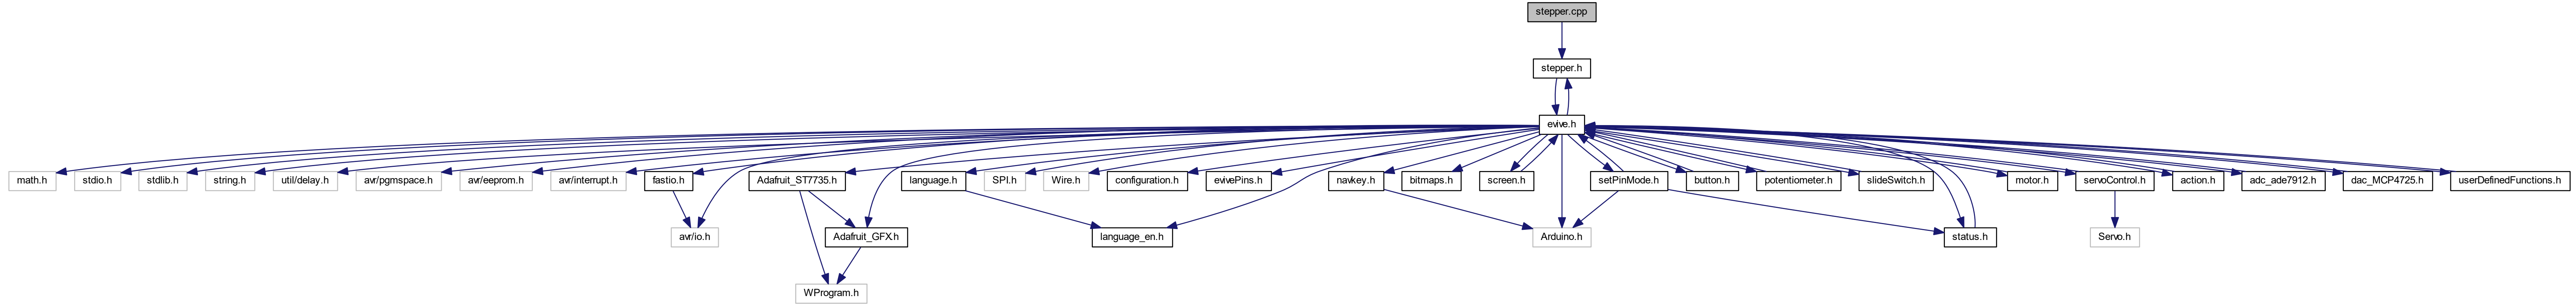 stepper.cpp
stepper.h
evive.h
math.h
stdio.h
stdlib.h
string.h
util/delay.h
avr/pgmspace.h
avr/eeprom.h
avr/interrupt.h
fastio.h
Adafruit_ST7735.h
language.h
SPI.h
Wire.h
configuration.h
evivePins.h
navkey.h
bitmaps.h
screen.h
setPinMode.h
button.h
potentiometer.h
slideSwitch.h
motor.h
servoControl.h
action.h
adc_ade7912.h
dac_MCP4725.h
userDefinedFunctions.h
avr/io.h
Adafruit_GFX.h
language_en.h
Arduino.h
status.h
Servo.h
WProgram.h